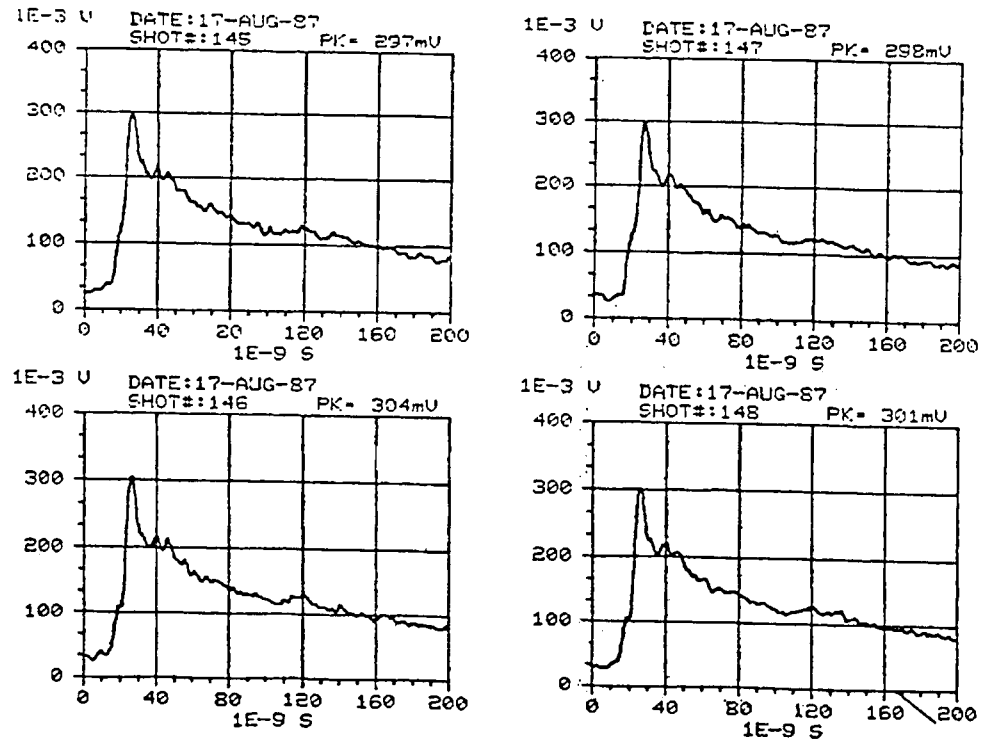 1E-3 V DATE:17-AUG-87
SHOT#:145 PK= 297mV
400
300
200
100
0
0 40 20 120 160 200
1E-9 S
1E-3 V DATE:17-AUG-87
SHOT#:147 PK= 298mV
400
300
200
100
0
0 40 80 120 160 200
1E-9 S
1E-3 V DATE:17-AUG-87
SHOT#:146 PK= 304mV
400
300
200
100
0
0 40 80 120 160 200
1E-9 S
1E-3 V DATE:17-AUG-87
SHOT#:148 PK= 301mV
400
300
200
100
0
0 40 80 120 160 200
1E-9 S